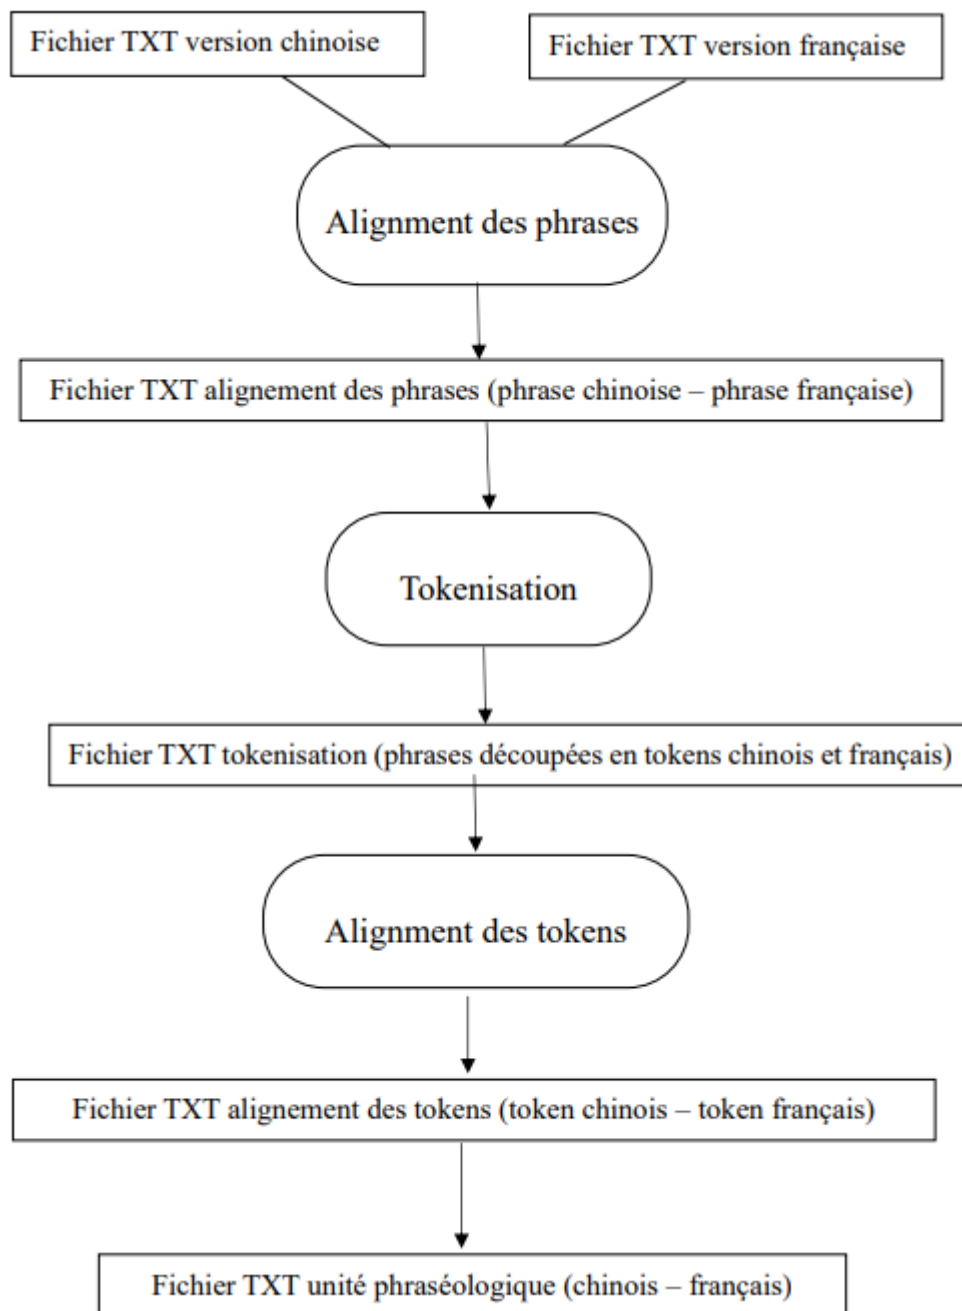 Fichier TXT version chinoise
Fichier TXT version française
Alignment des phrases
Fichier TXT alignement des phrases (phrase chinoise – phrase française)
Tokenisation
Fichier TXT tokenisation (phrases découpées en tokens chinois et français)
Alignment des tokens
Fichier TXT alignement des tokens (token chinois – token français)
Fichier TXT unité phraséologique (chinois – français)